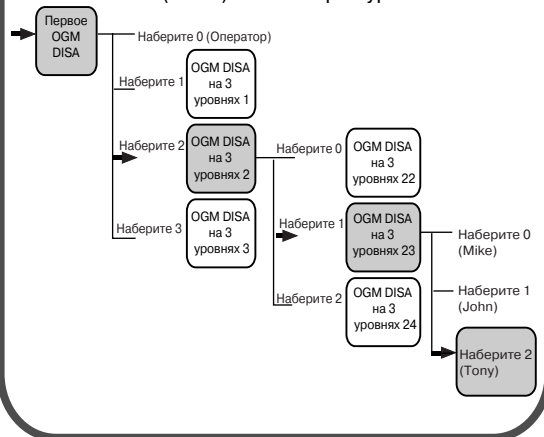 Первое
OGM
DISA
Наберите 0 (Оператор)
Наберите 1
OGM DISA
на 3
уровнях 1
Наберите 2
OGM DISA
на 3
уровнях 2
Наберите 3
OGM DISA
на 3
уровнях 3
Наберите 0
OGM DISA
на 3
уровнях 22
Наберите 1
OGM DISA
на 3
уровнях 23
Наберите 2
OGM DISA
на 3
уровнях 24
Наберите 0
(Mike)
Наберите 1
(John)
Наберите 2
(Tony)